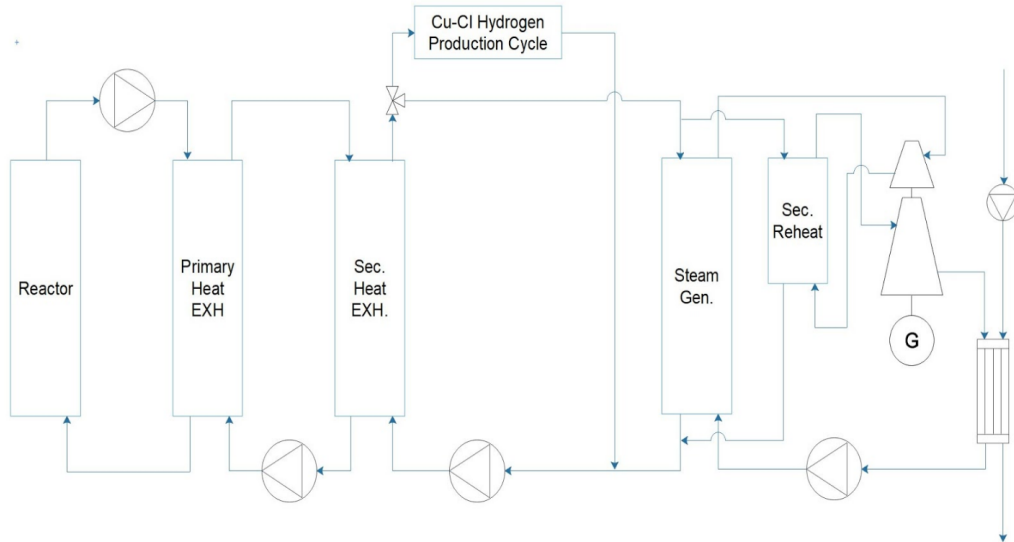 Cu-Cl Hydrogen
Production Cycle
Reactor
Primary
Heat
EXH
Sec.
Heat
EXH.
Steam
Gen.
Sec.
Reheat
G